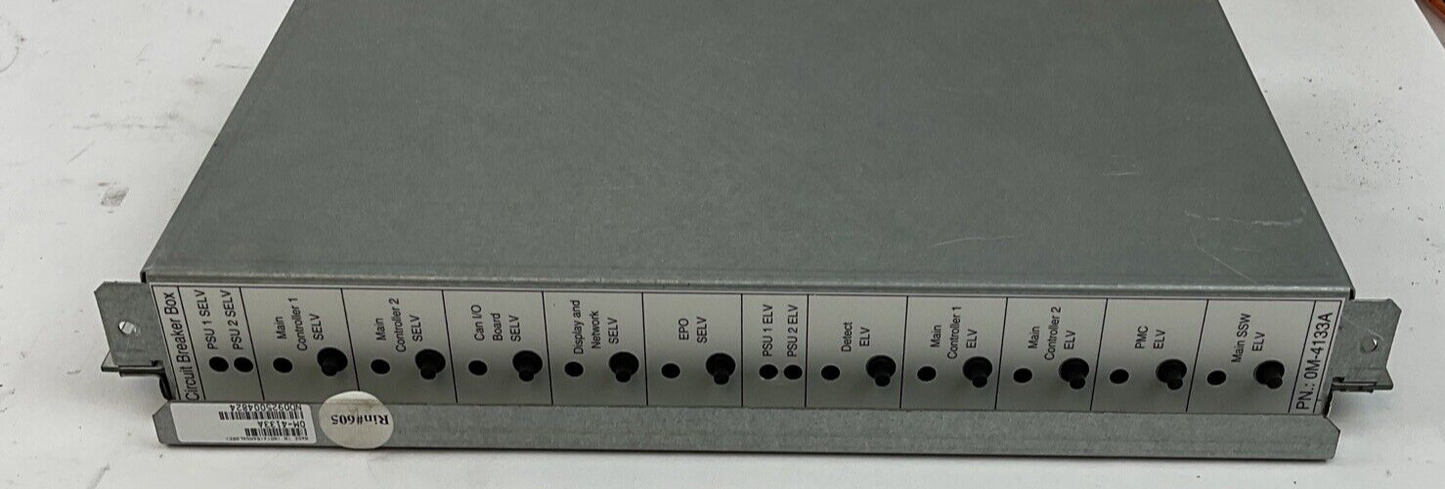 Circuit Breaker Box
PSU 1 SELV
PSU 2 SELV
Main
Controller 1
SELV
Main
Controller 2
SELV
Can I/O
Board
SELV
Display and
Network
SELV
EPO
SELV
PSU 1 ELV
PSU 2 ELV
Detect
ELV
Main
Controller 1
ELV
Main
Controller 2
ELV
PMC
ELV
Main SSW
ELV
PN.: 0M-4133A
0M-4133A
Rin#605